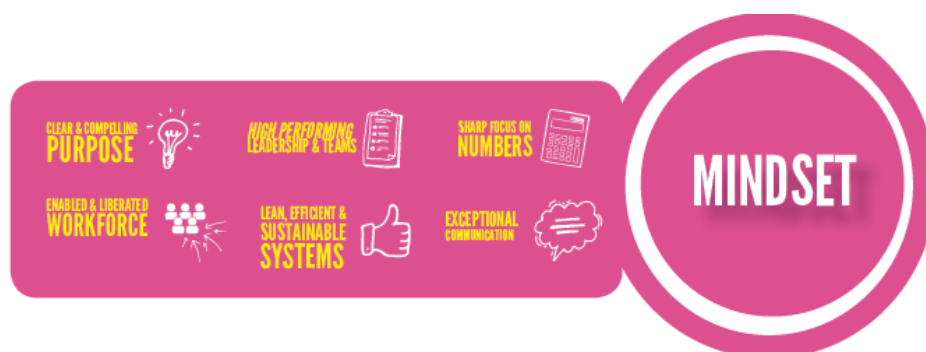 CLEAR & COMPELLING
PURPOSE
HIGH PERFORMING
LEADERSHIP & TEAMS
SHARP FOCUS ON
NUMBERS
ENABLED & LIBERATED
WORKFORCE
LEAN, EFFICIENT &
SUSTAINABLE
SYSTEMS
EXCEPTIONAL
COMMUNICATION
MINDSET